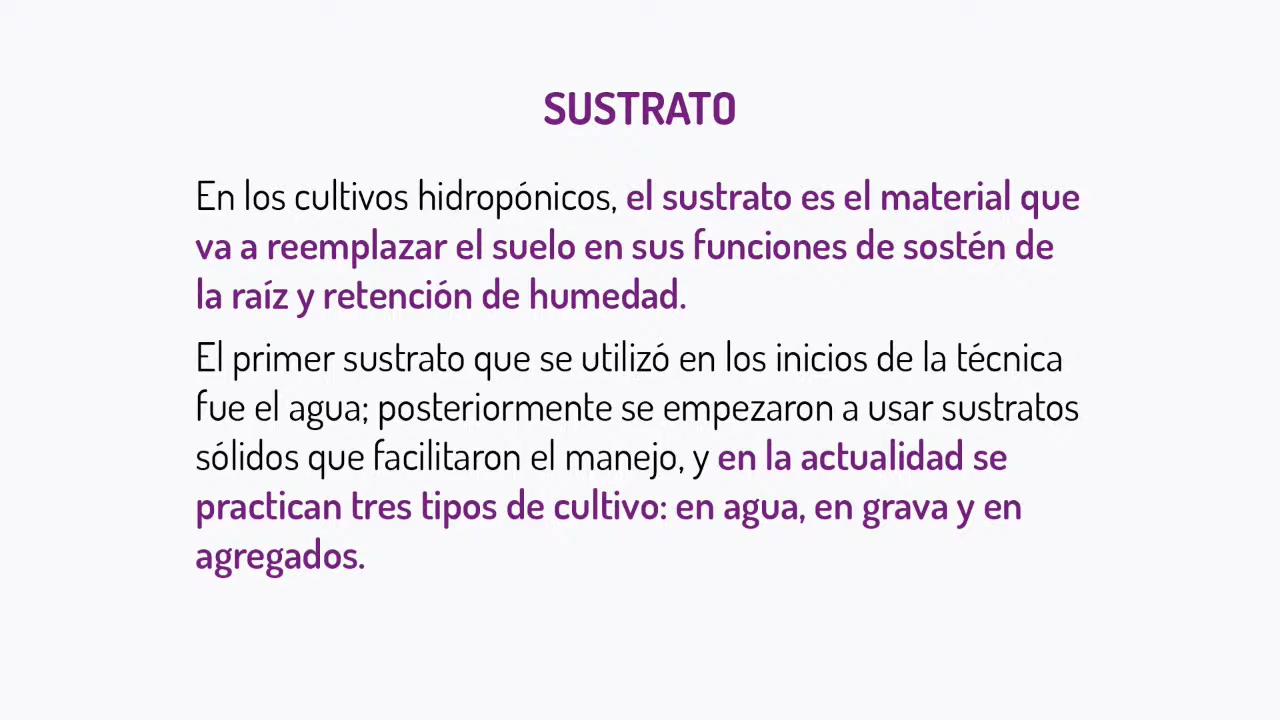 SUSTRATO
En los cultivos hidropónicos, el sustrato es el material que
va a reemplazar el suelo en sus funciones de sostén de
la raíz y retención de humedad.
El primer sustrato que se utilizó en los inicios de la técnica
fue el agua; posteriormente se empezaron a usar sustratos
sólidos que facilitaron el manejo, y en la actualidad se
practican tres tipos de cultivo: en agua, en grava y en
agregados.